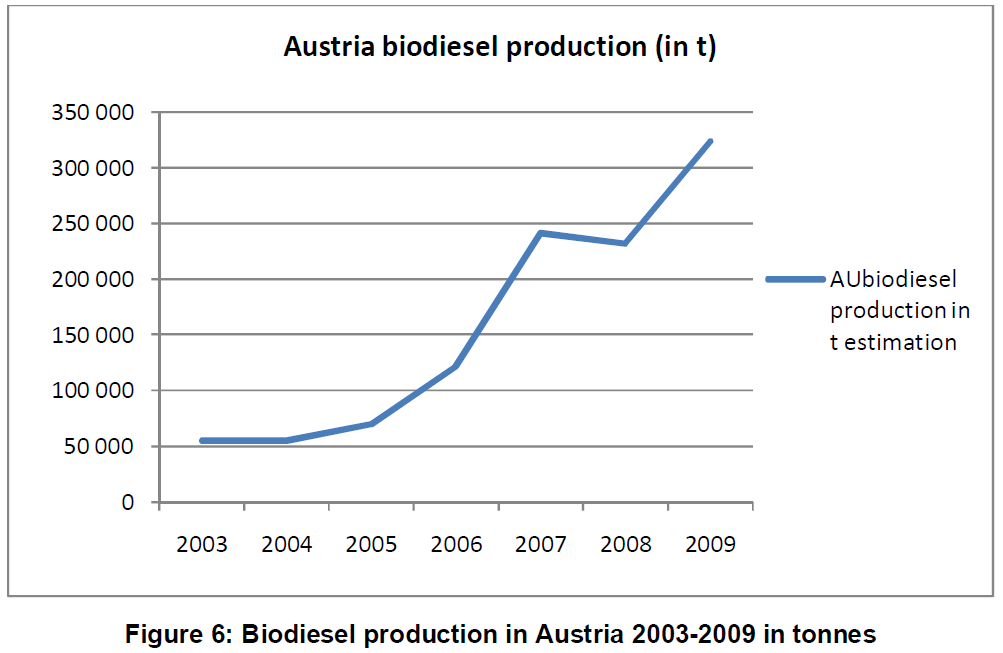 Austria biodiesel production (in t)
350 000
300 000
250 000
200 000
150 000
100 000
50 000
0
2003 2004 2005 2006 2007 2008 2009
AUbiodiesel
production in
t estimation
Figure 6: Biodiesel production in Austria 2003-2009 in tonnes